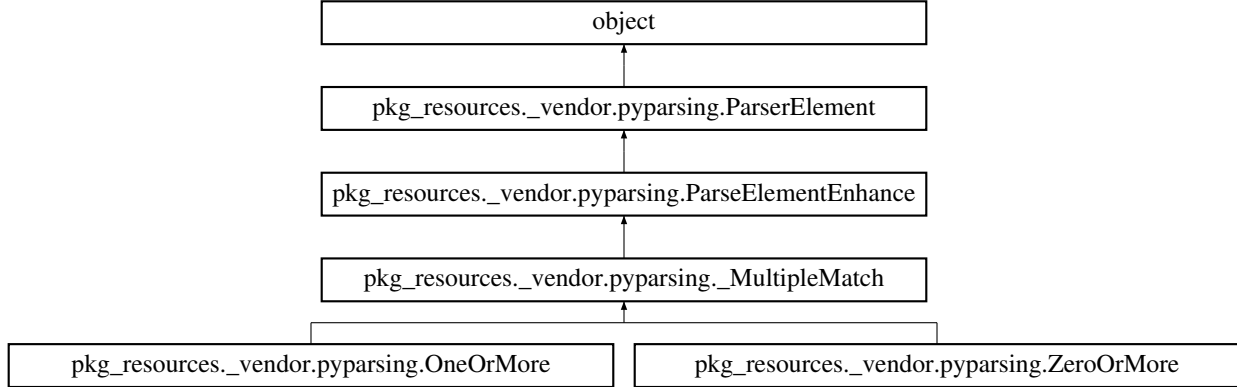 object
pkg_resources._vendor.pyparsing.ParserElement
pkg_resources._vendor.pyparsing.ParseElementEnhance
pkg_resources._vendor.pyparsing._MultipleMatch
pkg_resources._vendor.pyparsing.OneOrMore
pkg_resources._vendor.pyparsing.ZeroOrMore